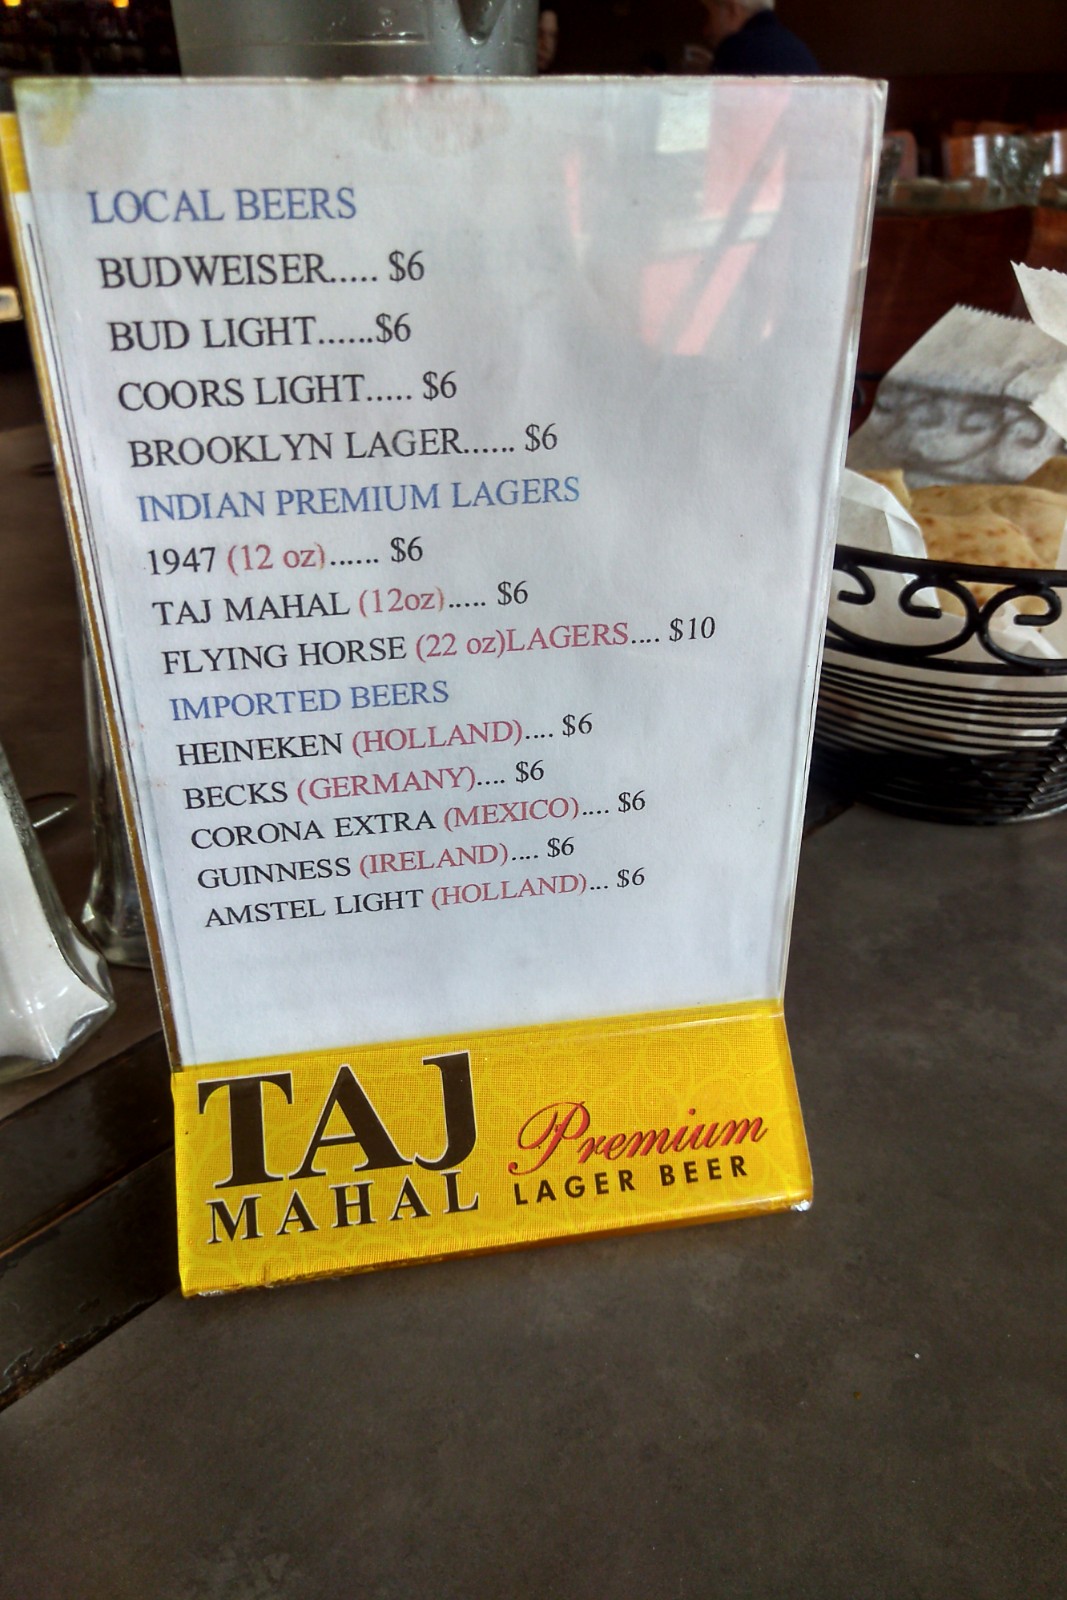 LOCAL BEERS
BUDWEISER..... $6
BUD LIGHT......$6
COORS LIGHT..... $6
BROOKLYN LAGER...... $6
INDIAN PREMIUM LAGERS
1947 (12 oz)...... $6
TAJ MAHAL (12oz)..... $6
FLYING HORSE (22 oz)LAGERS.... $10
IMPORTED BEERS
HEINEKEN (HOLLAND).... $6
BECKS (GERMANY).... $6
CORONA EXTRA (MEXICO).... $6
GUINNESS (IRELAND).... $6
AMSTEL LIGHT (HOLLAND)... $6
TAJ
MAHAL
Premium
LAGER BEER